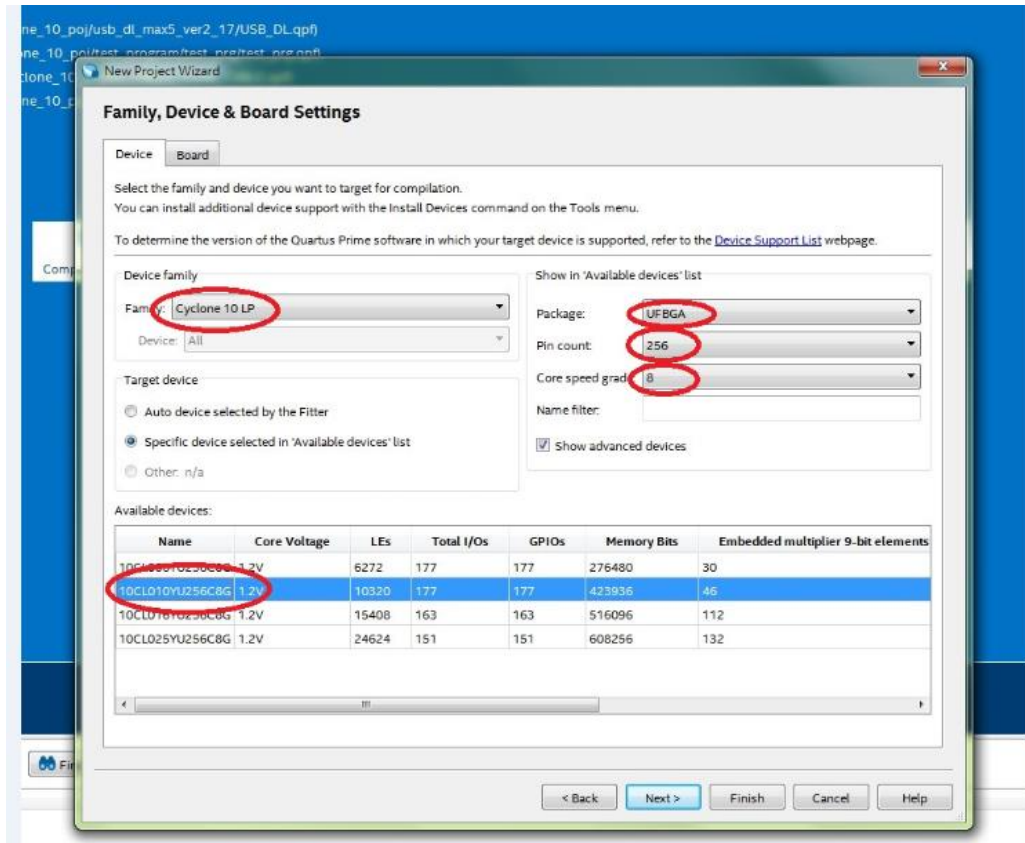 ne_10_poj/usb_dl_max5_ver2_17/USB_DL.qpf)
New Project Wizard
Family, Device & Board Settings
Device Board
Select the family and device you want to target for compilation.
You can install additional device support with the Install Devices command on the Tools menu.
To determine the version of the Quartus Prime software in which your target device is supported, refer to the Device Support List webpage.
Device family
Family: Cyclone 10 LP
Device: All
Show in 'Available devices' list
Package: UFBGA
Pin count: 256
Core speed grad 8
Name filter:
Show advanced devices
Target device
Auto device selected by the Fitter
Specific device selected in 'Available devices' list
Other: n/a
Available devices:
Name Core Voltage LEs Total I/Os GPIOs Memory Bits Embedded multiplier 9-bit elements
1.2V 6272 177 177 276480 30
10CL010YU256C8G 1.2V 10320 177 177 423936 46
10CL016YU256C8G 1.2V 15408 163 163 516096 112
10CL025YU256C8G 1.2V 24624 151 151 608256 132
Comp
Fi
< Back Next > Finish Cancel Help